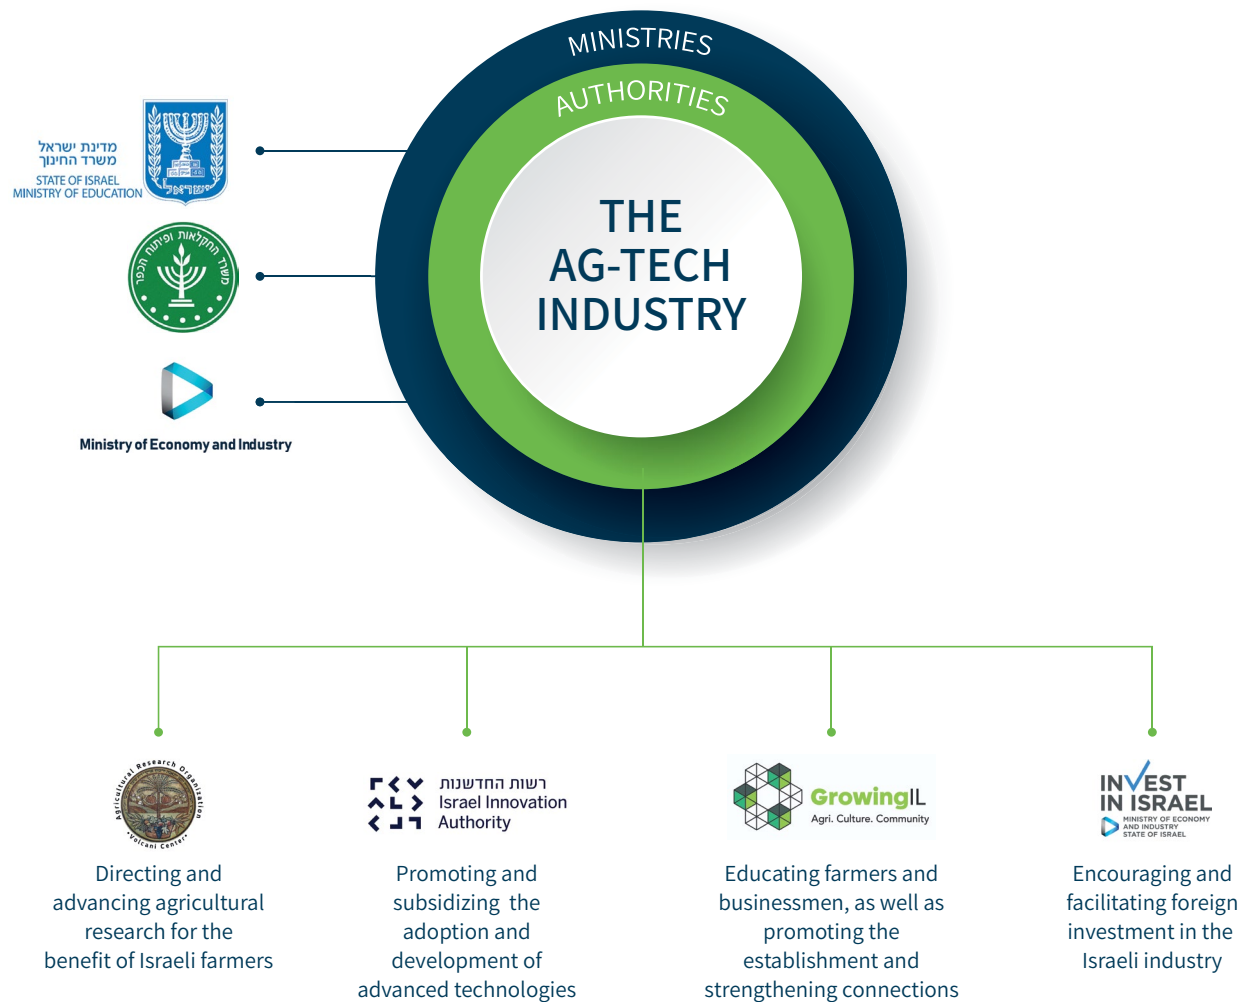 MINISTRIES
AUTHORITIES
THE
AG-TECH
INDUSTRY
מדינת ישראל
משרד החינוך
STATE OF ISRAEL
MINISTRY OF EDUCATION
ישראל
משרד החקלאות ופיתוח הכפר
Ministry of Economy and Industry
Agricultural Research Organization
Volcani Center
Directing and
advancing agricultural
research for the
benefit of Israeli farmers
רשות החדשנות
Israel Innovation
Authority
Promoting and
subsidizing the
adoption and
development of
advanced technologies
GrowingIL
Agri. Culture. Community
Educating farmers and
businessmen, as well as
promoting the
establishment and
strengthening connections
INVEST
IN ISRAEL
MINISTRY OF ECONOMY
AND INDUSTRY
STATE OF ISRAEL
Encouraging and
facilitating foreign
investment in the
Israeli industry